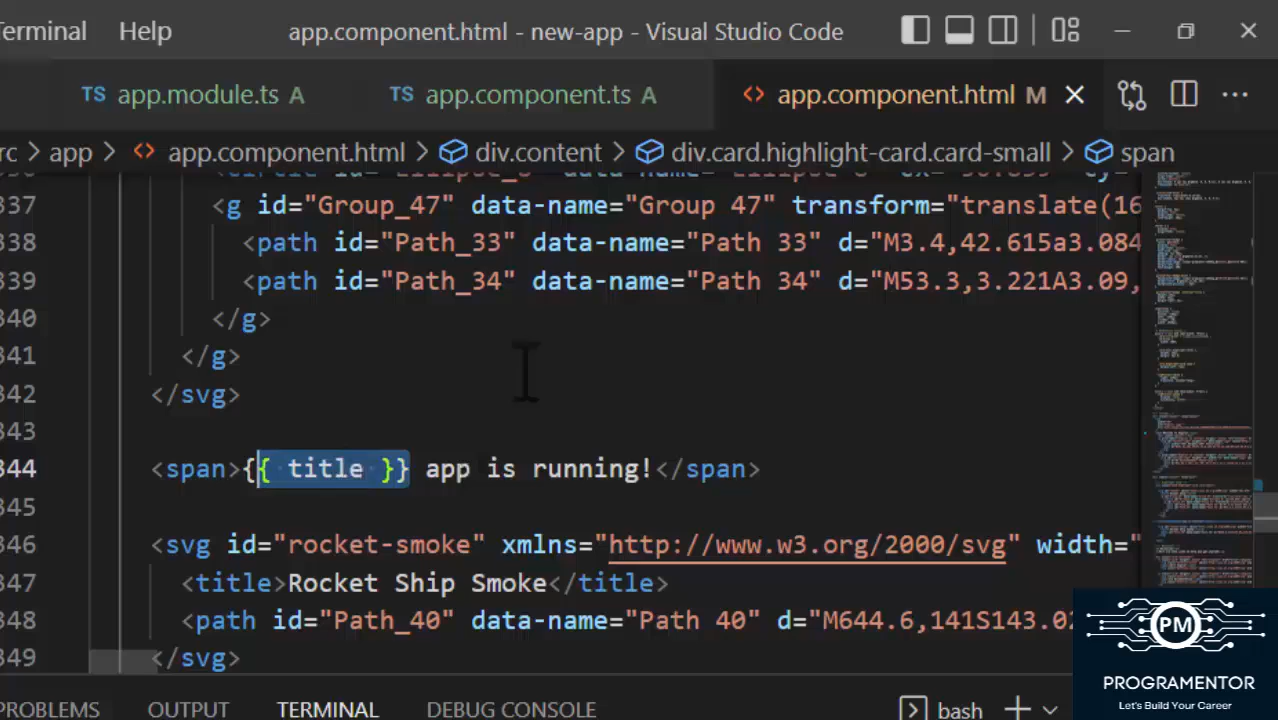 Terminal Help app.component.html - new-app - Visual Studio Code
TS app.module.ts A TS app.component.ts A <> app.component.html M
rc > app > <> app.component.html > div.content > div.card.highlight-card.card-small > span
337 <g id="Group_47" data-name="Group 47" transform="translate(16
338 <path id="Path_33" data-name="Path 33" d="M3.4,42.615a3.084
339 <path id="Path_34" data-name="Path 34" d="M53.3,3.221A3.09,
340 </g>
341 </g>
342 </svg>
343
344 <span>{{ title }} app is running!</span>
345
346 <svg id="rocket-smoke" xmlns="http://www.w3.org/2000/svg" width="
347 <title>Rocket Ship Smoke</title>
348 <path id="Path_40" data-name="Path 40" d="M644.6,141S143.02
349 </svg>
PROBLEMS OUTPUT TERMINAL DEBUG CONSOLE bash
PM
PROGRAMENTOR
Let's Build Your Career